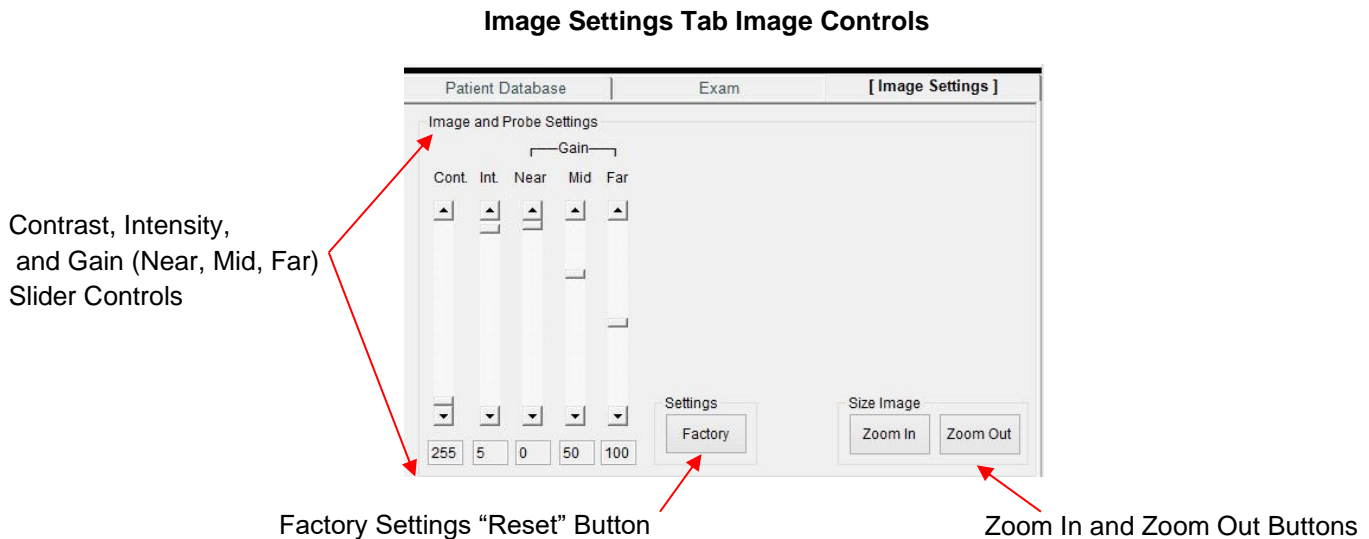 Image Settings Tab Image Controls
Patient Database Exam [ Image Settings ]
Image and Probe Settings
Gain
Cont. Int. Near Mid Far
Contrast, Intensity,
and Gain (Near, Mid, Far)
Slider Controls
Settings Size Image
Factory Zoom In Zoom Out
255 5 0 50 100
Factory Settings “Reset” Button Zoom In and Zoom Out Buttons